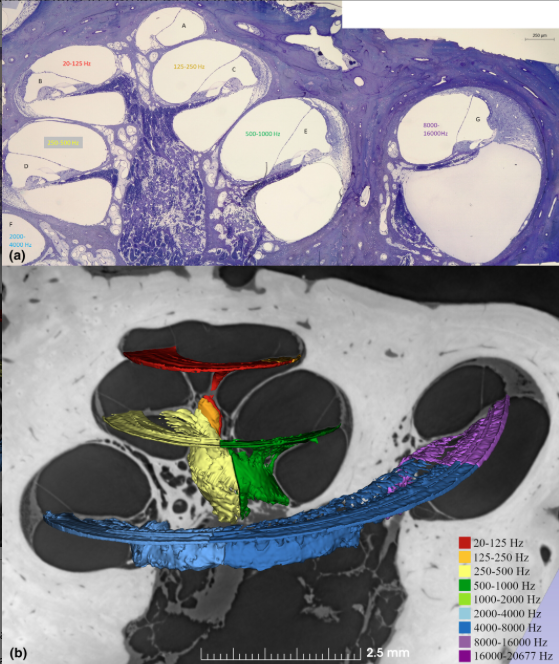 A
200 µm
20-125 Hz
125-250 Hz
B
C
500-1000 Hz
E
8000-
16000Hz
G
250-500 Hz
D
F
2000-
4000 Hz
(a)
20-125 Hz
125-250 Hz
250-500 Hz
500-1000 Hz
1000-2000 Hz
2000-4000 Hz
4000-8000 Hz
8000-16000 Hz
16000-20677 Hz
(b)
2.5 mm